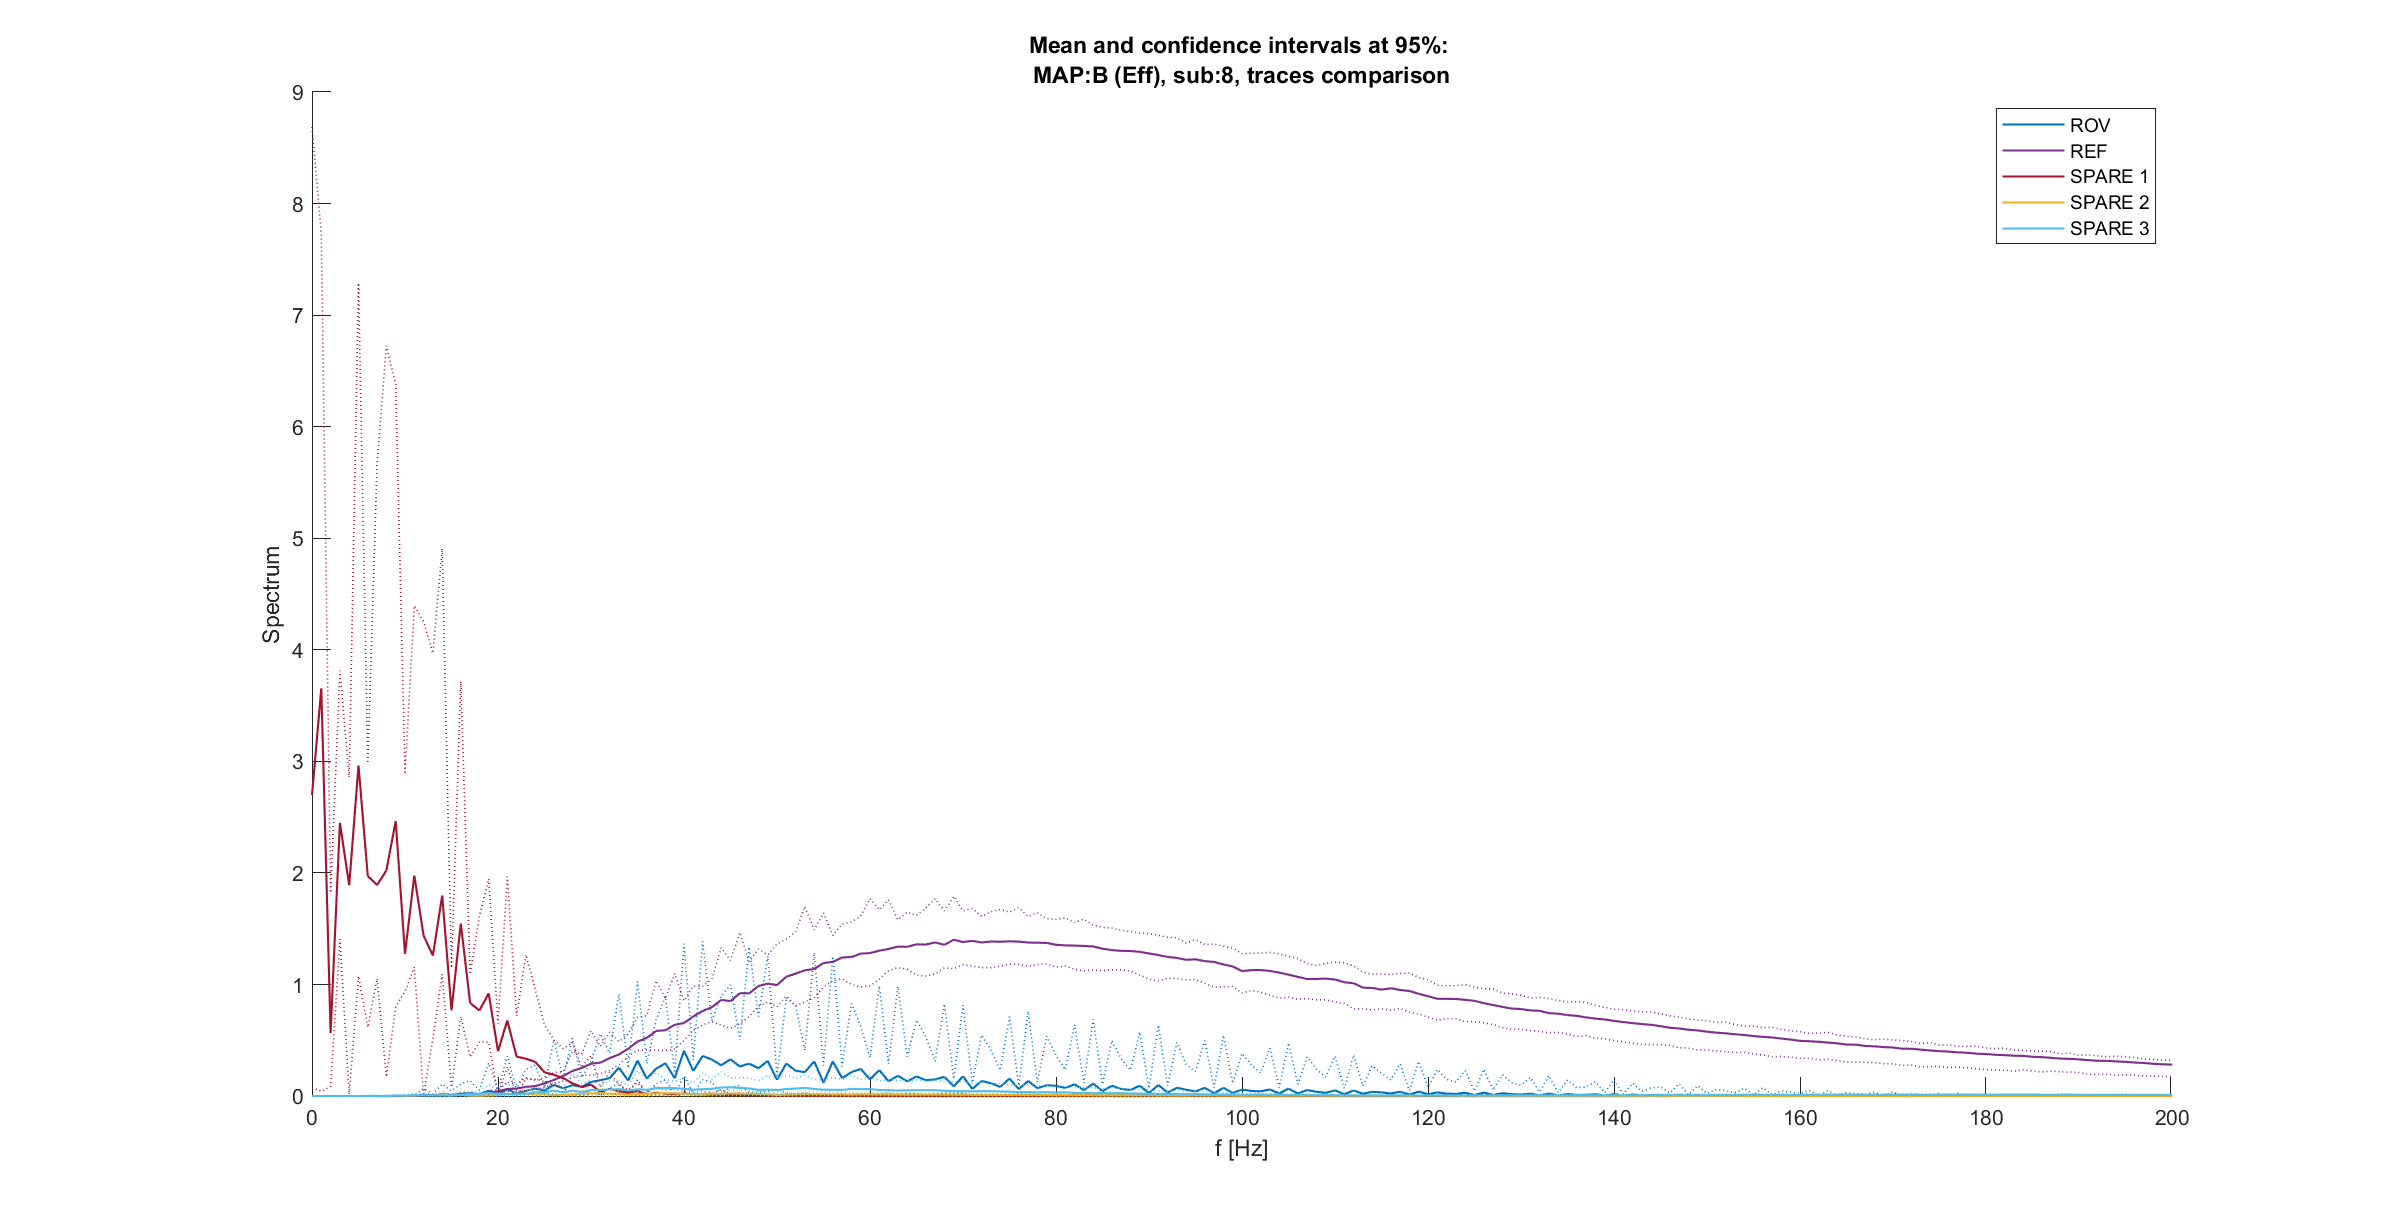 Mean and confidence intervals at 95%:
MAP:B (Eff), sub:8, traces comparison
9
8
7
6
5
4
3
2
1
0
Spectrum
ROV
REF
SPARE 1
SPARE 2
SPARE 3
0 20 40 60 80 100 120 140 160 180 200
f [Hz]